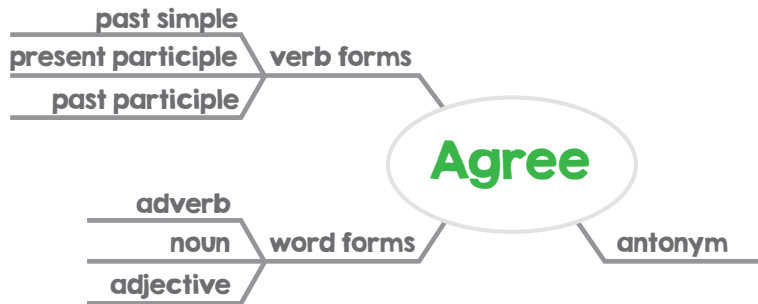 past simple
present participle
verb forms
past participle
Agree
adverb
noun
word forms
adjective
antonym